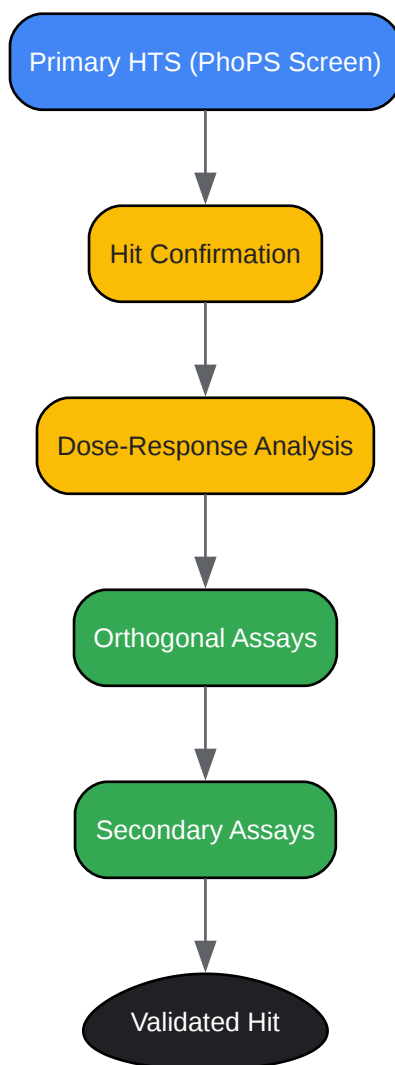 Primary HTS (PhoPS Screen)
Hit Confirmation
Dose-Response Analysis
Orthogonal Assays
Secondary Assays
Validated Hit